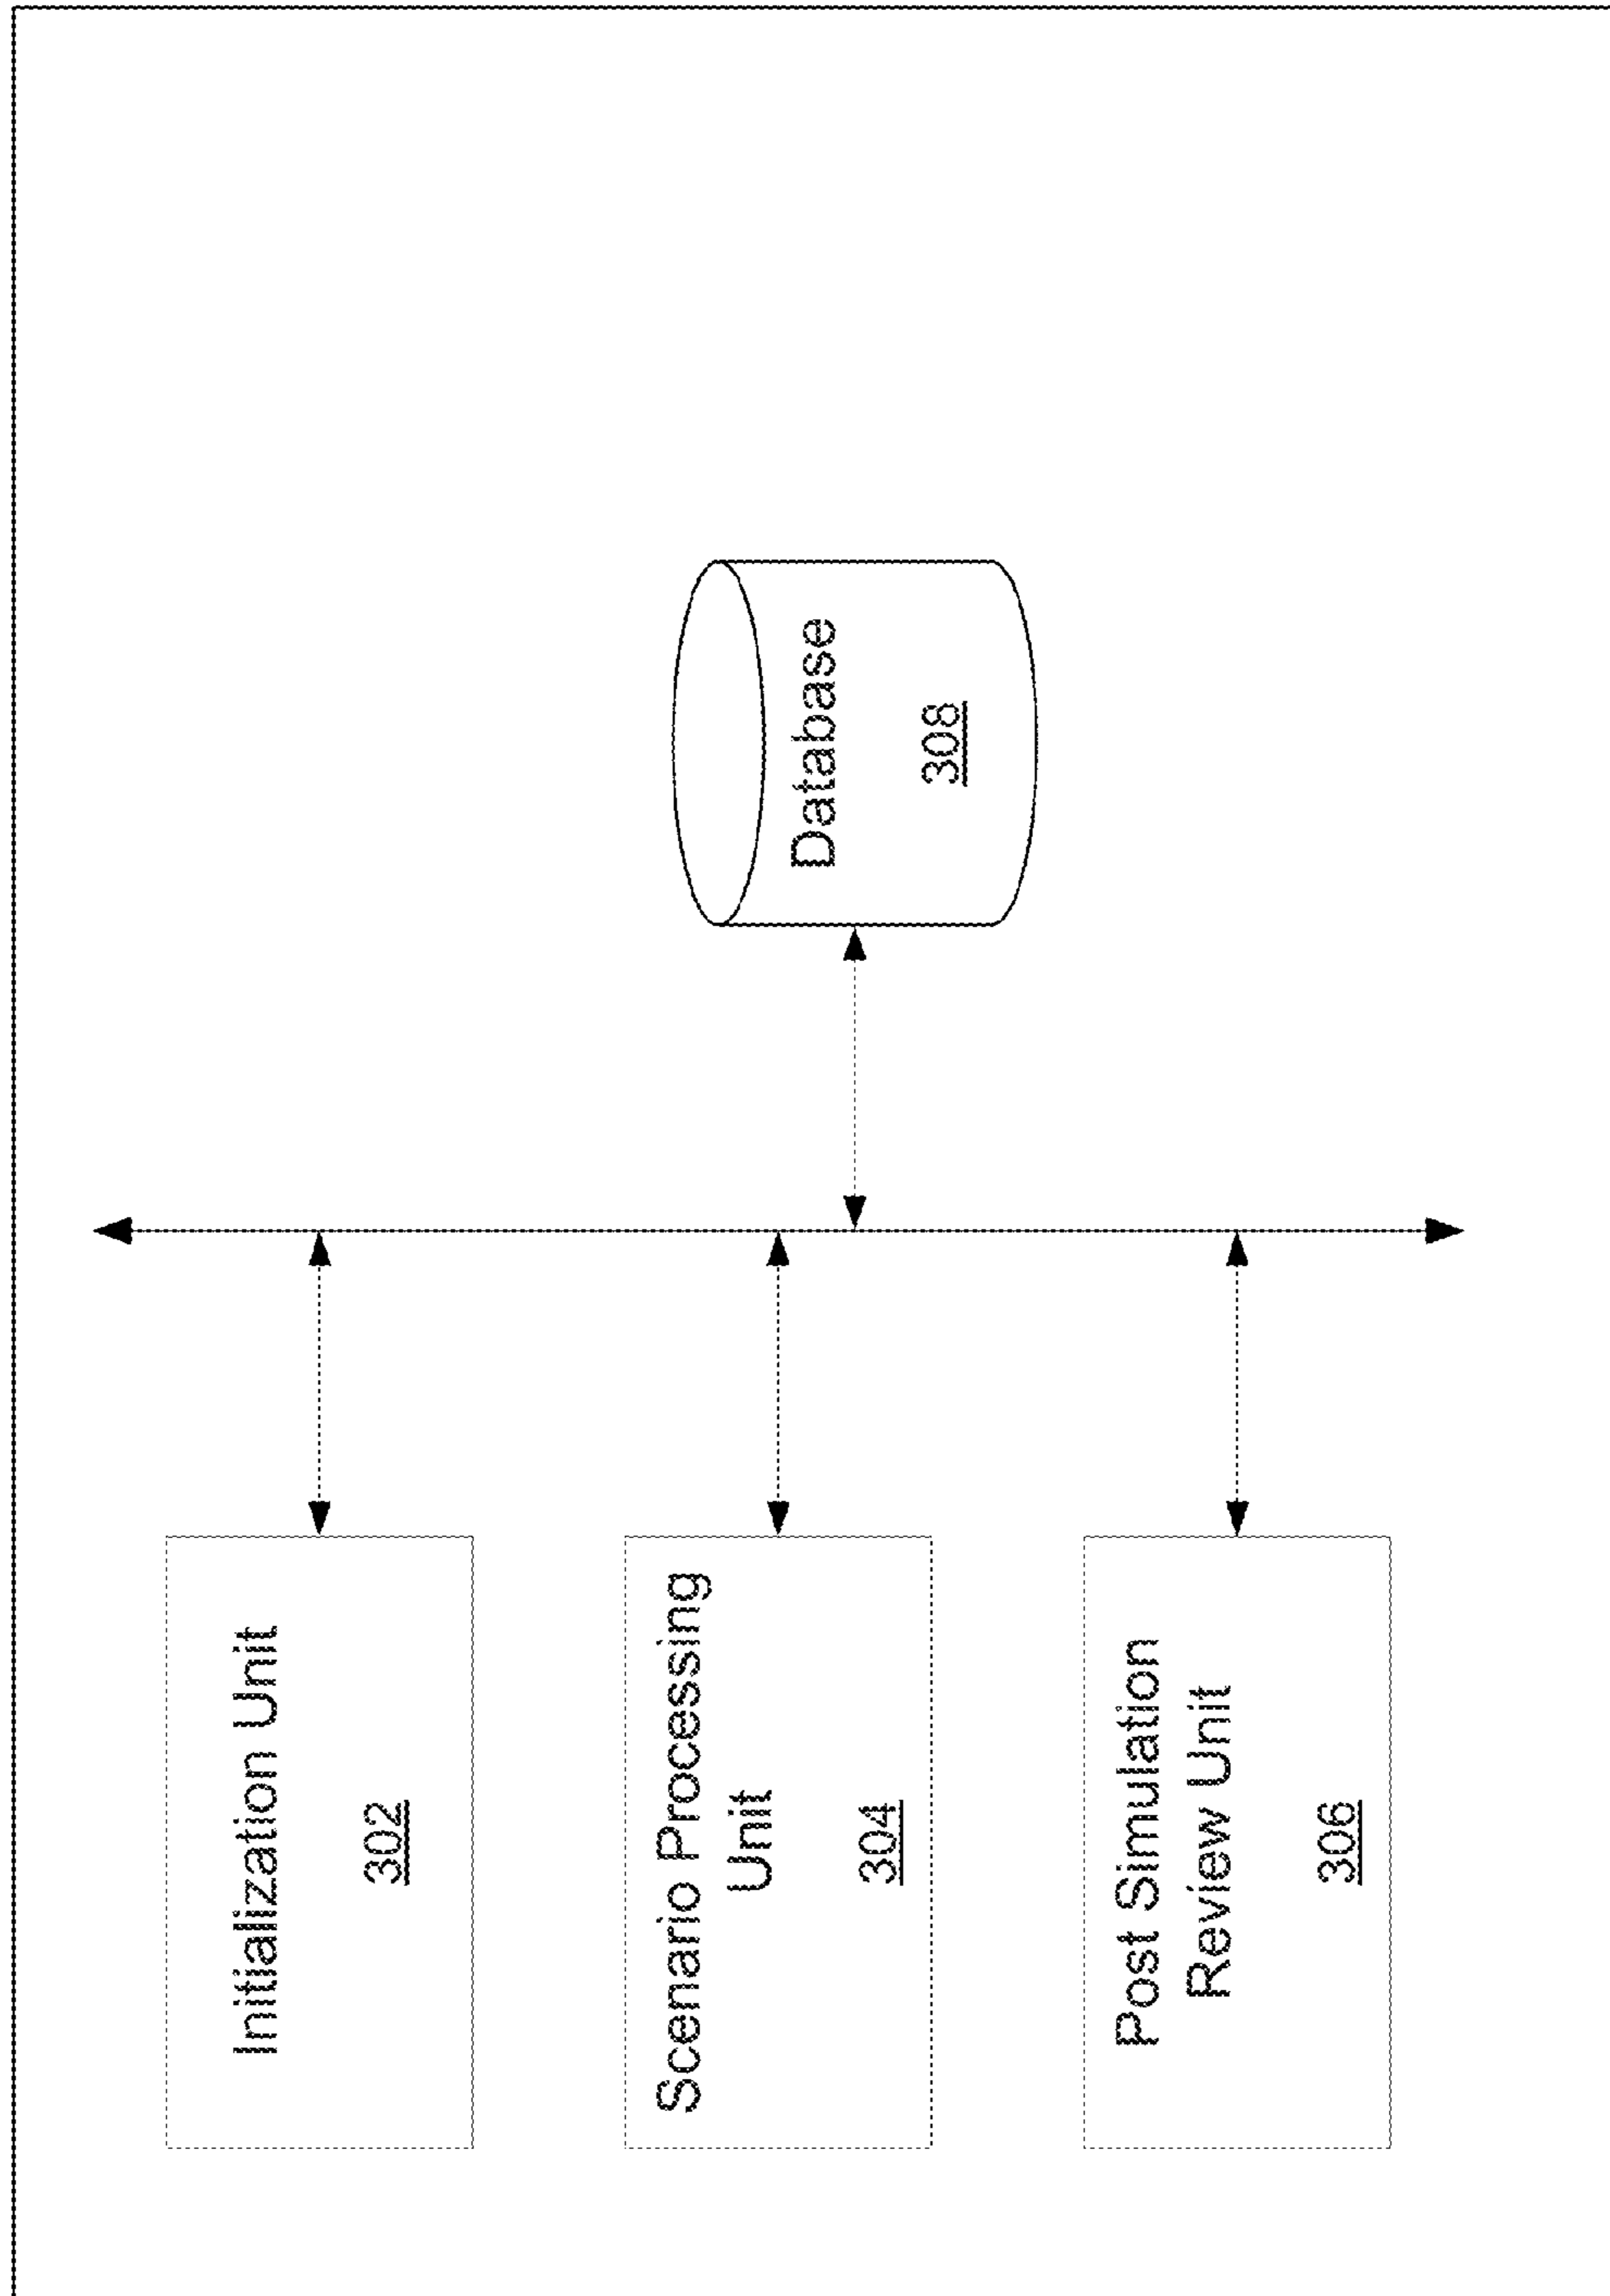 Initialization Unit
302
Scenario Processing
Unit
304
Post Simulation
Review Unit
306
Database
308